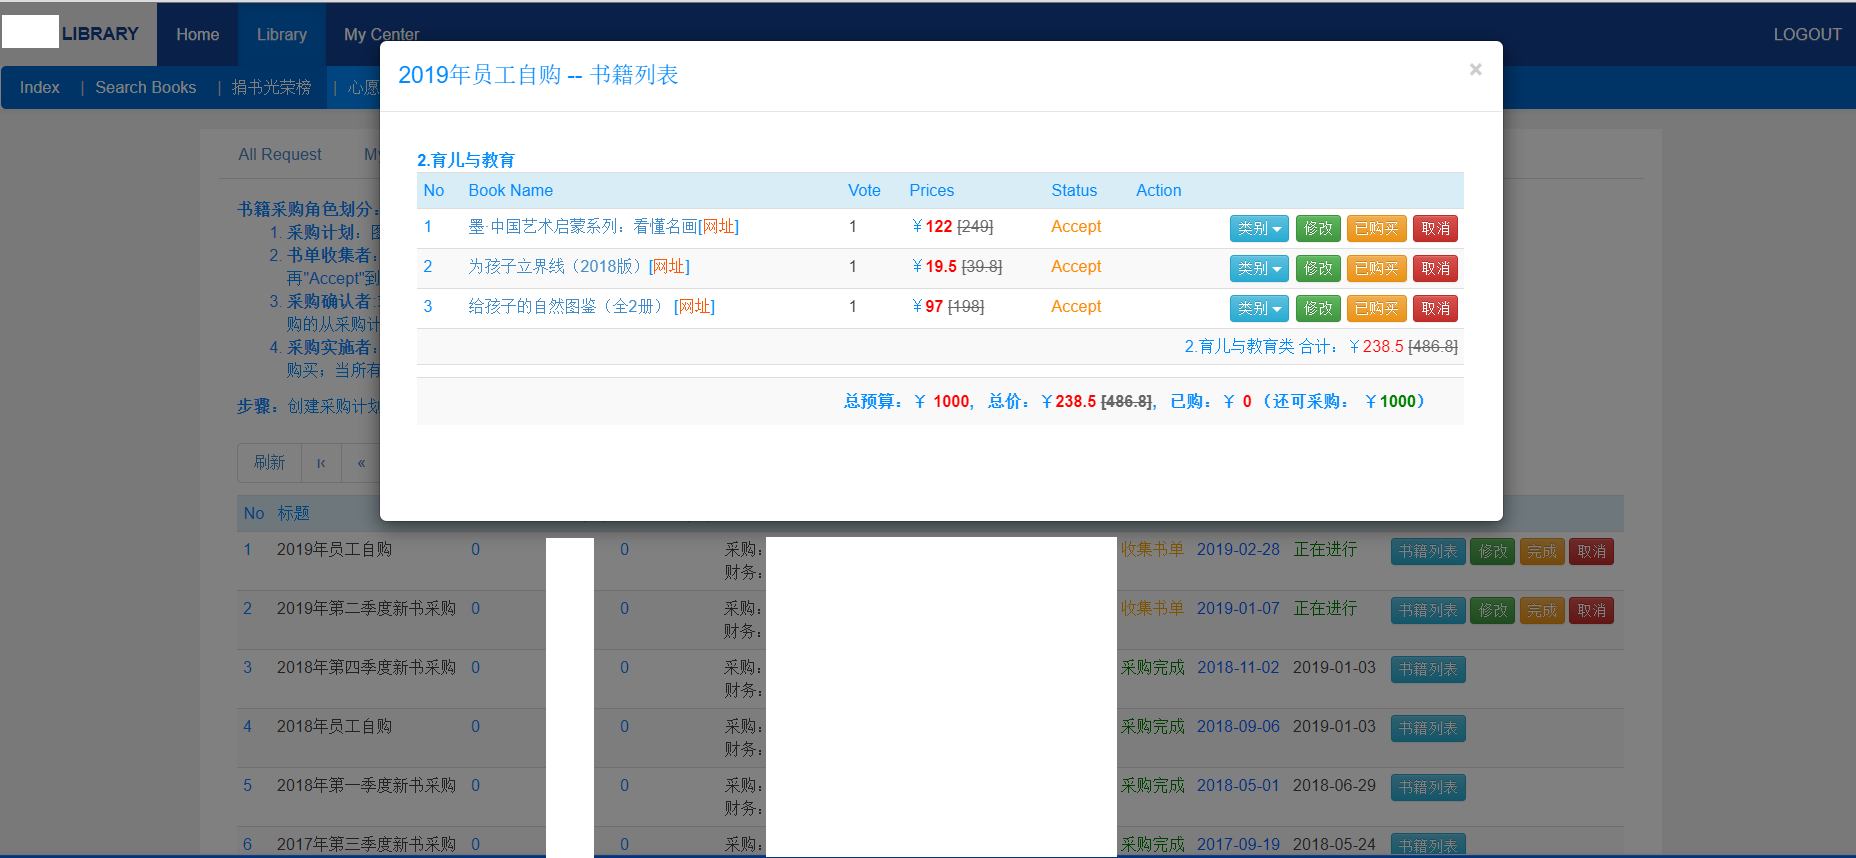 LIBRARY Home Library My Center LOGOUT
Index | Search Books | 捐书光荣榜 | 心愿
2019年员工自购 -- 书籍列表 ×
2.育儿与教育
No Book Name Vote Prices Status Action
1 墨·中国艺术启蒙系列：看懂名画[网址] 1 ￥122 [249] Accept 类别 修改 已购买 取消
2 为孩子立界线（2018版）[网址] 1 ￥19.5 [39.8] Accept 类别 修改 已购买 取消
3 给孩子的自然图鉴（全2册） [网址] 1 ￥97 [198] Accept 类别 修改 已购买 取消
2.育儿与教育类 合计：￥238.5 [486.8]
总预算：￥ 1000, 总价：￥238.5 [486.8], 已购：￥ 0（还可采购： ￥1000）
All Request
书籍采购角色划分：
1. 采购计划：
2. 书单收集者：
再"Accept"到
3. 采购确认者：
购的从采购计
4. 采购实施者：
购买；当所有
步骤：创建采购计划
刷新 «
No 标题
1 2019年员工自购 0 0 采购： 收集书单 2019-02-28 正在进行 书籍列表 修改 完成 取消
财务：
2 2019年第二季度新书采购 0 0 采购： 收集书单 2019-01-07 正在进行 书籍列表 修改 完成 取消
财务：
3 2018年第四季度新书采购 0 0 采购： 采购完成 2018-11-02 2019-01-03 书籍列表
财务：
4 2018年员工自购 0 0 采购： 采购完成 2018-09-06 2019-01-03 书籍列表
财务：
5 2018年第一季度新书采购 0 0 采购： 采购完成 2018-05-01 2018-06-29 书籍列表
财务：
6 2017年第三季度新书采购 0 0 采购： 采购完成 2017-09-19 2018-05-24 书籍列表